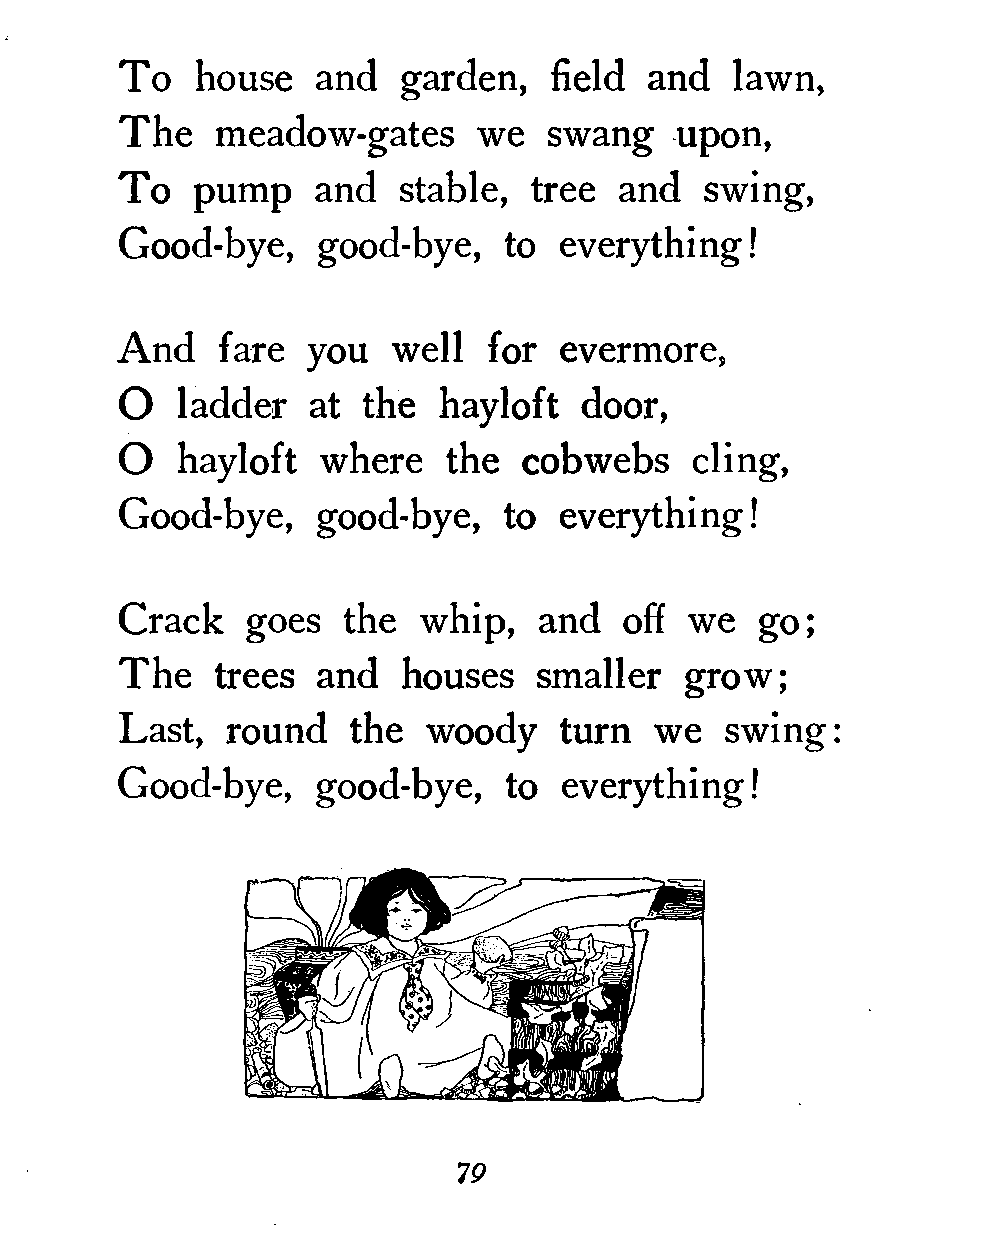 To house and garden, field and lawn,
The meadow-gates we swang upon,
To pump and stable, tree and swing,
Good-bye, good-bye, to everything!
And fare you well for evermore,
O ladder at the hayloft door,
O hayloft where the cobwebs cling,
Good-bye, good-bye, to everything!
Crack goes the whip, and off we go;
The trees and houses smaller grow;
Last, round the woody turn we swing:
Good-bye, good-bye, to everything!
79